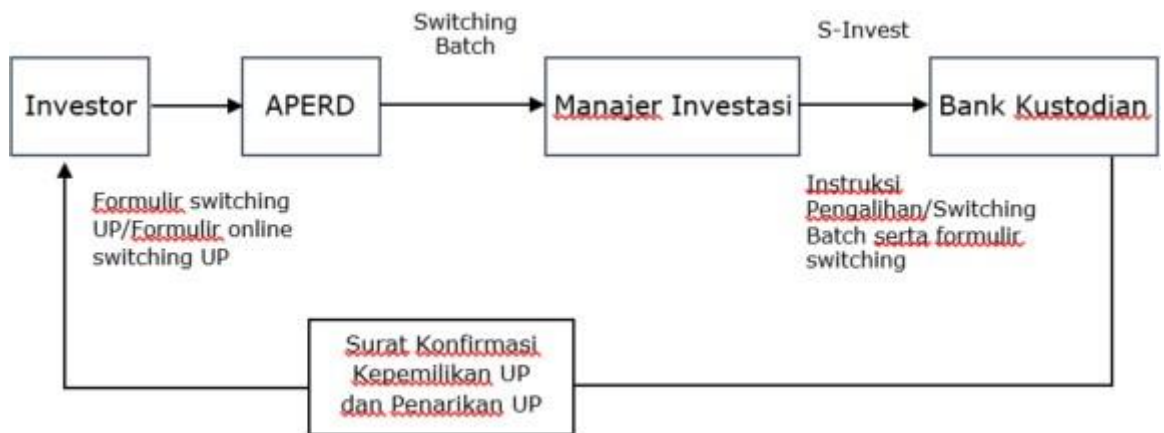 Switching
Batch
S-Invest
Investor
APERD
Manajer Investasi
Bank Kustodian
Formulir switching
UP/Formulir online
switching UP
Instruksi
Pengalihan/Switching
Batch serta formulir
switching
Surat Konfirmasi
Kepemilikan UP
dan Penarikan UP